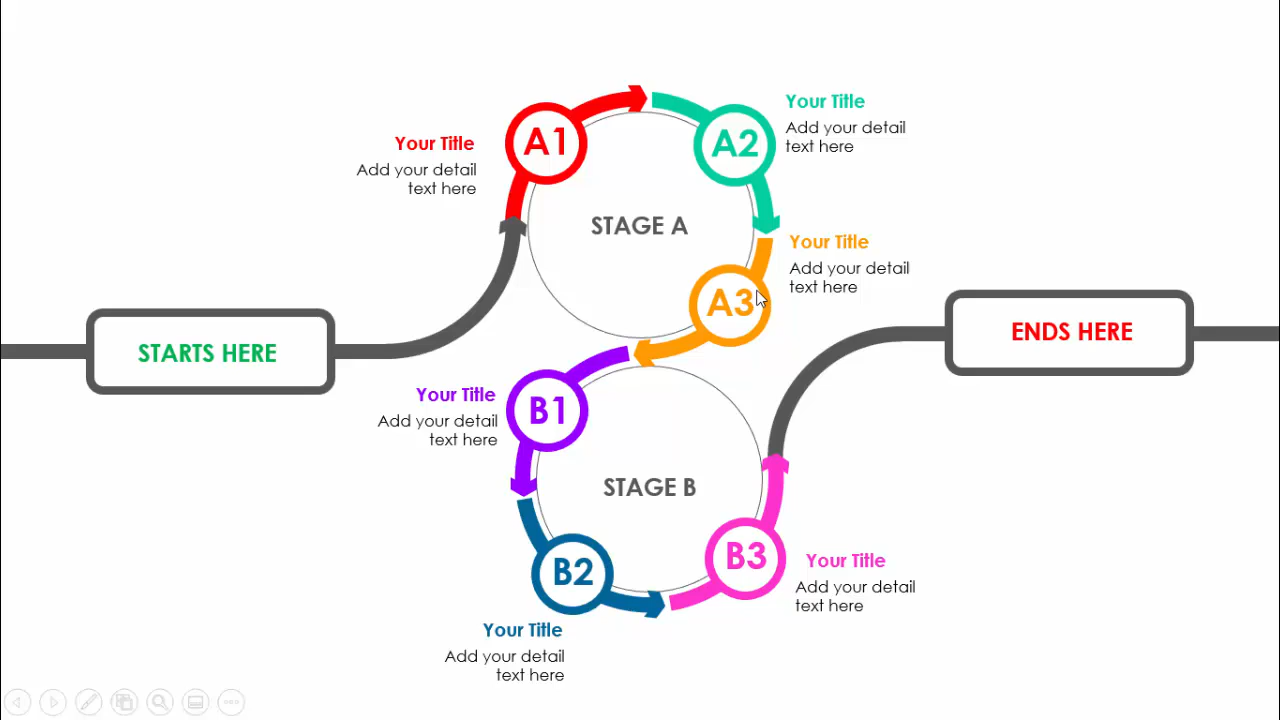 STARTS HERE
Your Title
Add your detail
text here
A1
STAGE A
A2
Your Title
Add your detail
text here
Your Title
Add your detail
text here
A3
Your Title
Add your detail
text here
B1
STAGE B
B2
Your Title
Add your detail
text here
B3
Your Title
Add your detail
text here
ENDS HERE